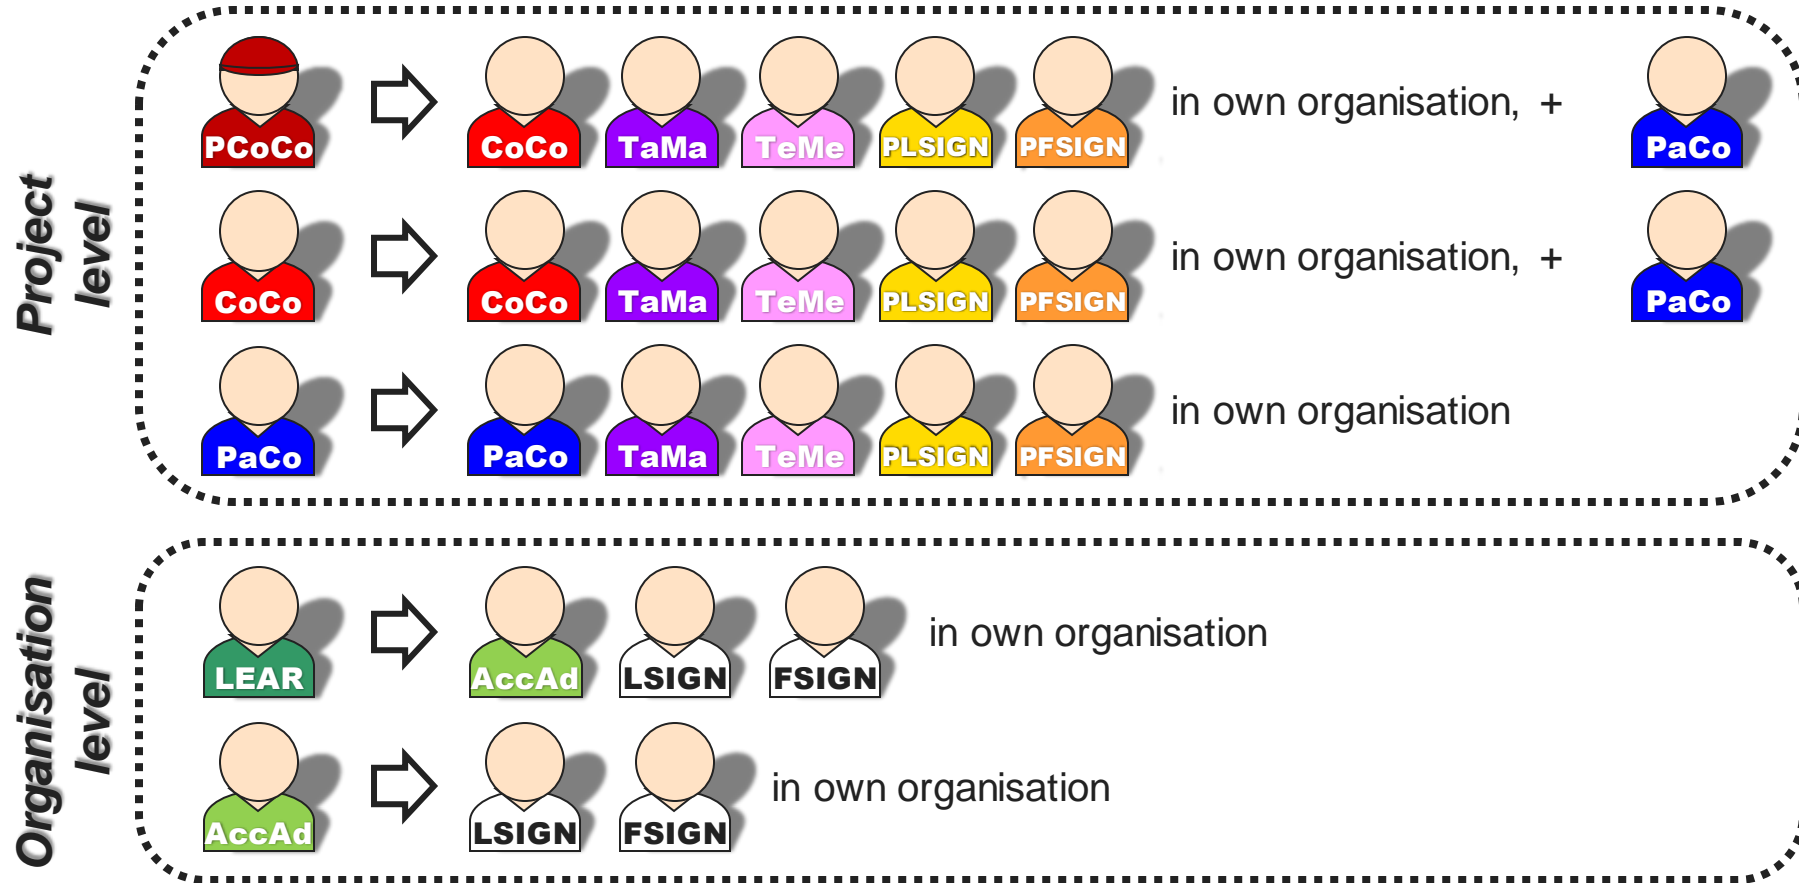 Project
level
PCoCo CoCo TaMa TeMe PLSIGN PFSIGN in own organisation, + PaCo
CoCo CoCo TaMa TeMe PLSIGN PFSIGN in own organisation, + PaCo
PaCo PaCo TaMa TeMe PLSIGN PFSIGN in own organisation
Organisation
level
LEAR AccAd LSIGN FSIGN in own organisation
AccAd LSIGN FSIGN in own organisation